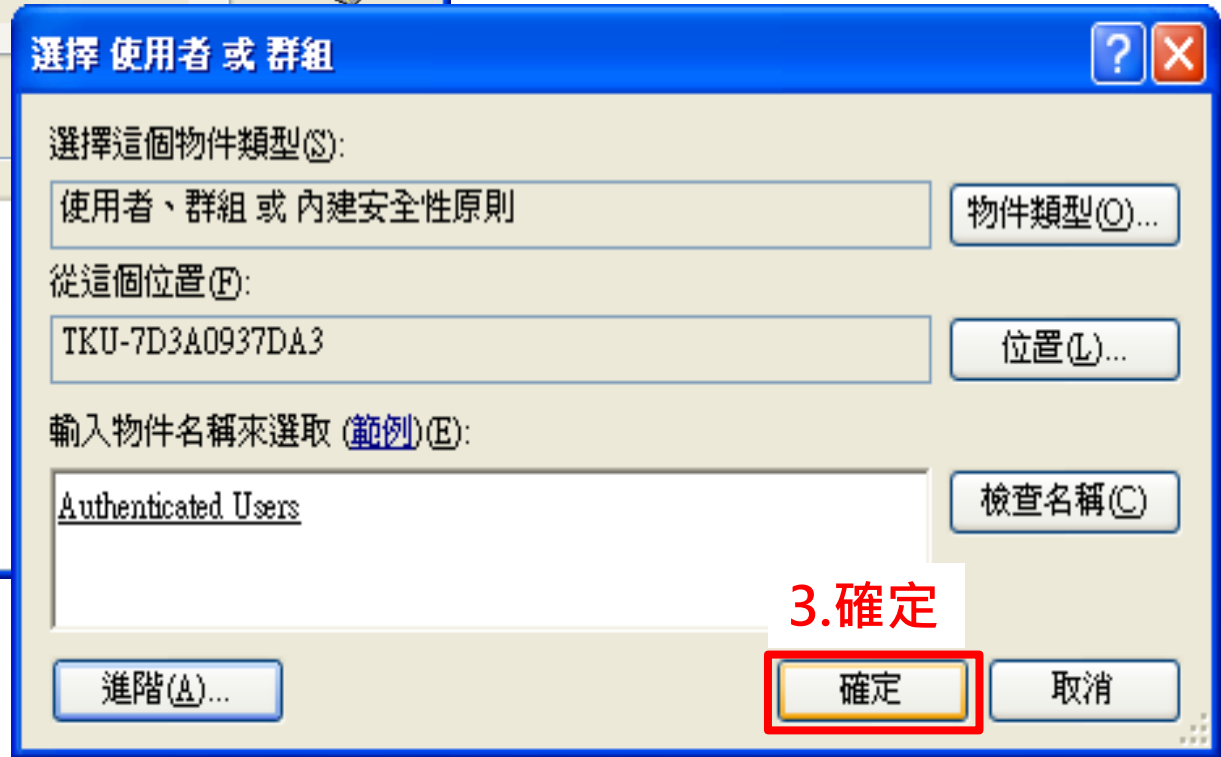 選擇 使用者 或 群組
選擇這個物件類型(S):
使用者、群組 或 內建安全性原則
物件類型(O)...
從這個位置(F):
TKU-7D3A0937DA3
位置(L)...
輸入物件名稱來選取 (範例)(E):
Authenticated Users
檢查名稱(C)
3.確定
進階(A)...
確定
取消